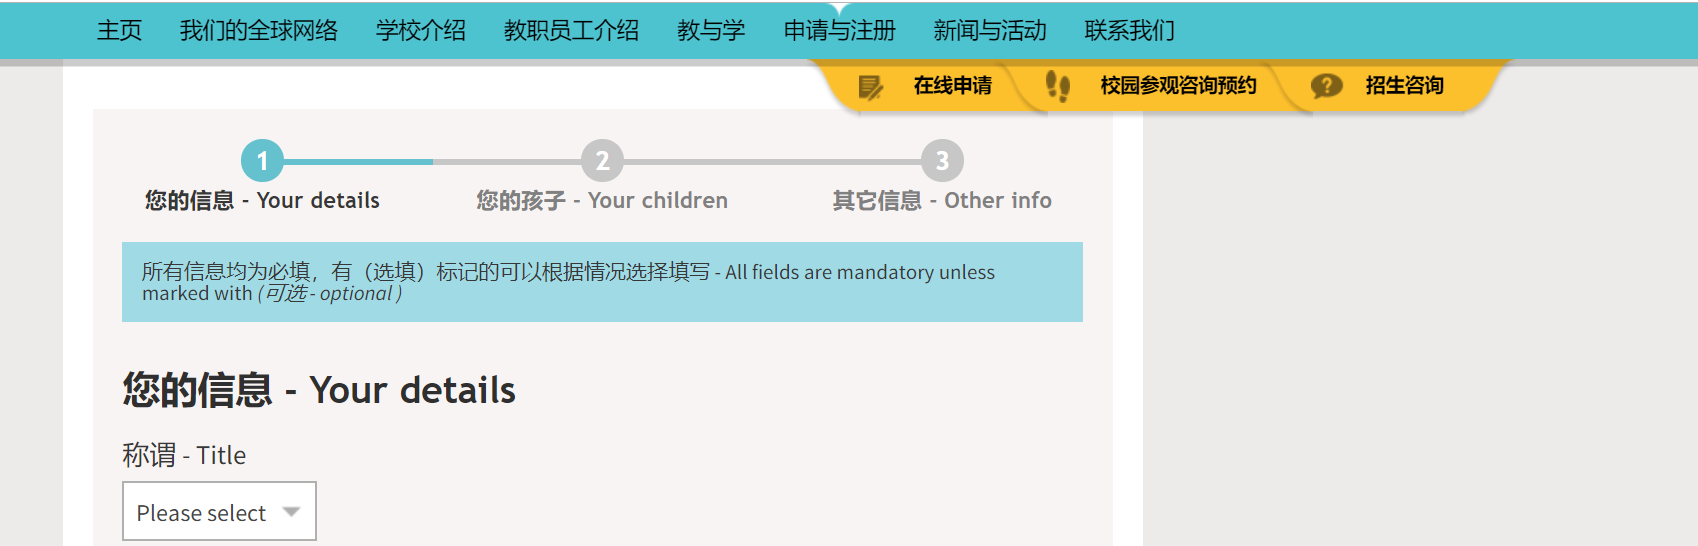 主页 我们的全球网络 学校介绍 教职员工介绍 教与学 申请与注册 新闻与活动 联系我们
在线申请 校园参观咨询预约 ? 招生咨询
1 2 3
您的信息 - Your details 您的孩子 - Your children 其它信息 - Other info
所有信息均为必填，有（选填）标记的可以根据情况选择填写 - All fields are mandatory unless
marked with (可选 - optional )
您的信息 - Your details
称谓 - Title
Please select